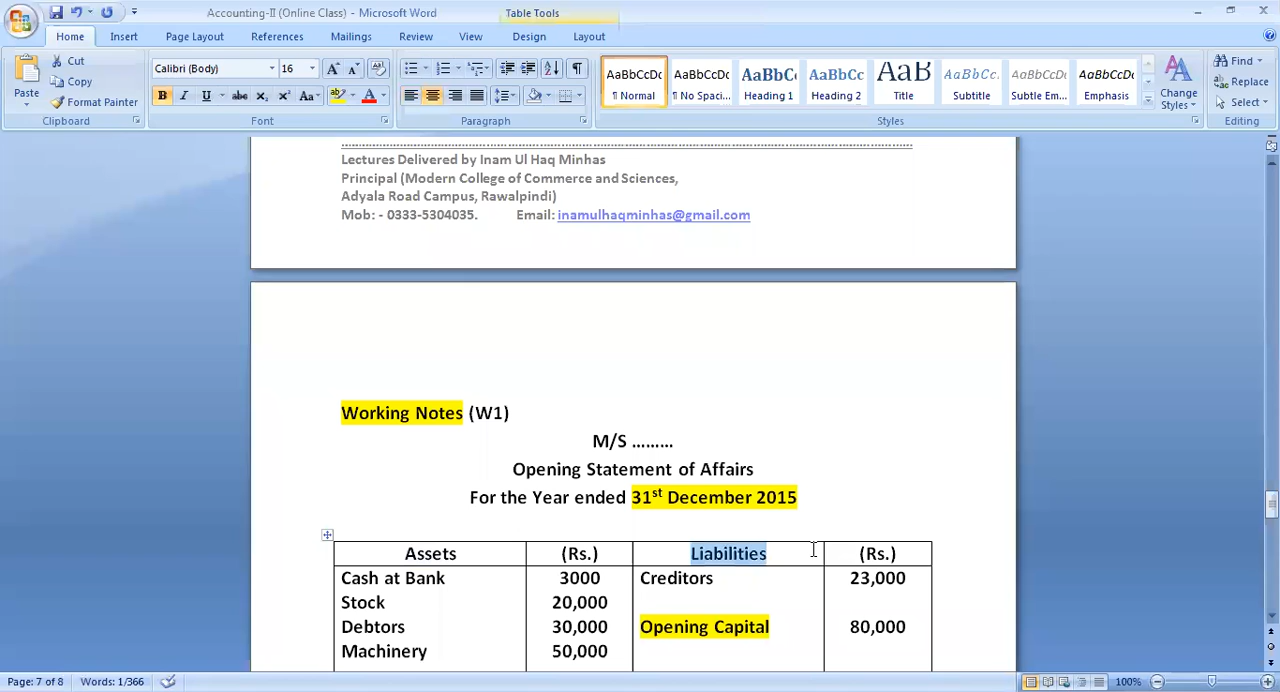 Accounting-II (Online Class) - Microsoft Word
Table Tools
Home Insert Page Layout References Mailings Review View Design Layout
Paste
Cut
Copy
Format Painter
Clipboard
Calibri (Body) 16
Font
Paragraph
AaBbCcDc AaBbCcDc AaBbC AaBbCc AaB AaBbCc. AaBbCcDc AaBbCcDc
¶ Normal ¶ No Spaci... Heading 1 Heading 2 Title Subtitle Subtle Em... Emphasis
Change Styles
Styles
Find
Replace
Select
Editing
Lectures Delivered by Inam Ul Haq Minhas
Principal (Modern College of Commerce and Sciences,
Adyala Road Campus, Rawalpindi)
Mob: - 0333-5304035. Email: inamulhaqminhas@gmail.com
Working Notes (W1)
M/S .........
Opening Statement of Affairs
For the Year ended 31st December 2015
Assets (Rs.) Liabilities (Rs.)
Cash at Bank 3000 Creditors 23,000
Stock 20,000
Debtors 30,000 Opening Capital 80,000
Machinery 50,000
Page: 7 of 8 Words: 1/366 100%